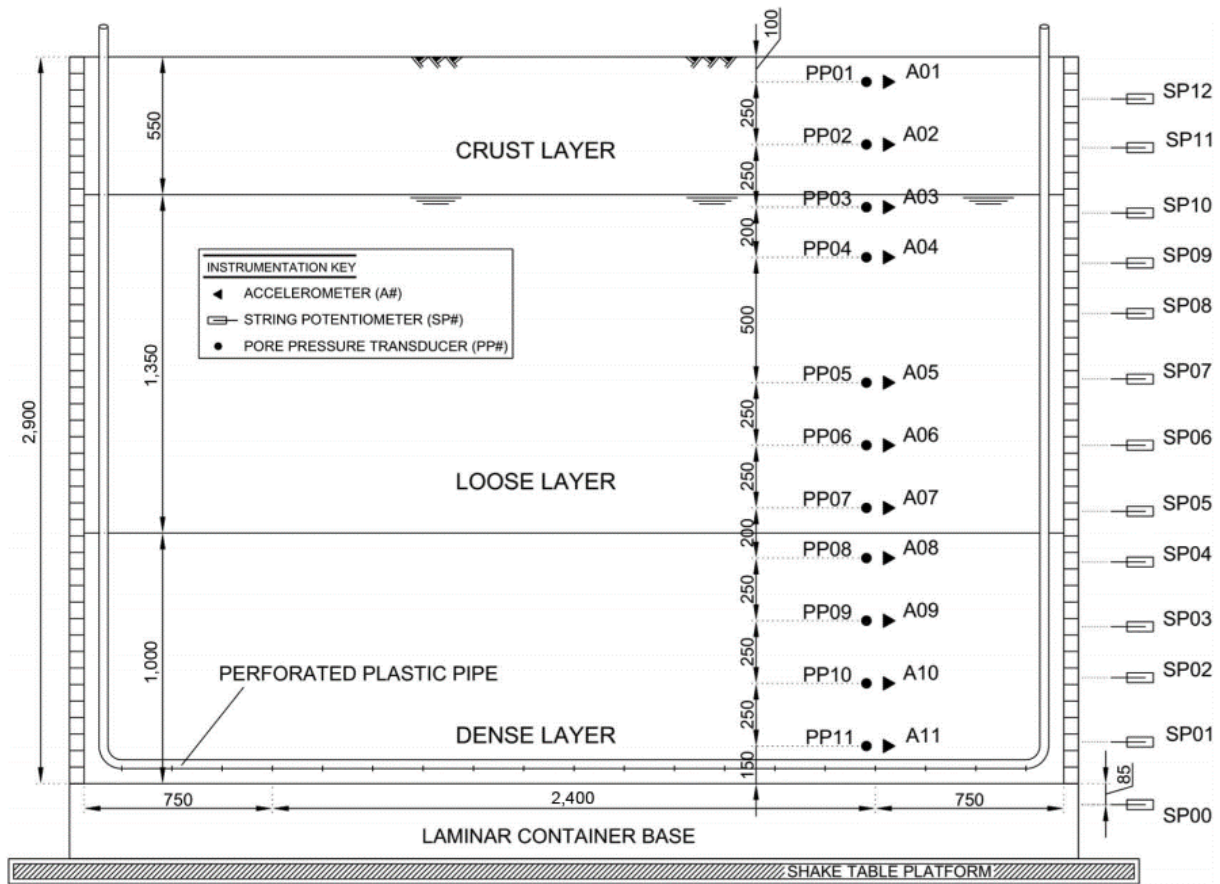 100
PP01 A01
SP12
250
550
PP02 A02
SP11
CRUST LAYER
250
PP03 A03
SP10
200
PP04 A04
SP09
INSTRUMENTATION KEY
ACCELEROMETER (A#)
STRING POTENTIOMETER (SP#)
PORE PRESSURE TRANSDUCER (PP#)
500
SP08
1,350
PP05 A05
SP07
2,900
250
PP06 A06
SP06
250
LOOSE LAYER
PP07 A07
SP05
200
PP08 A08
SP04
250
PP09 A09
SP03
250
1,000
PERFORATED PLASTIC PIPE
PP10 A10
SP02
250
DENSE LAYER
PP11 A11
SP01
150
85
750
2,400
750
SP00
LAMINAR CONTAINER BASE
SHAKE TABLE PLATFORM